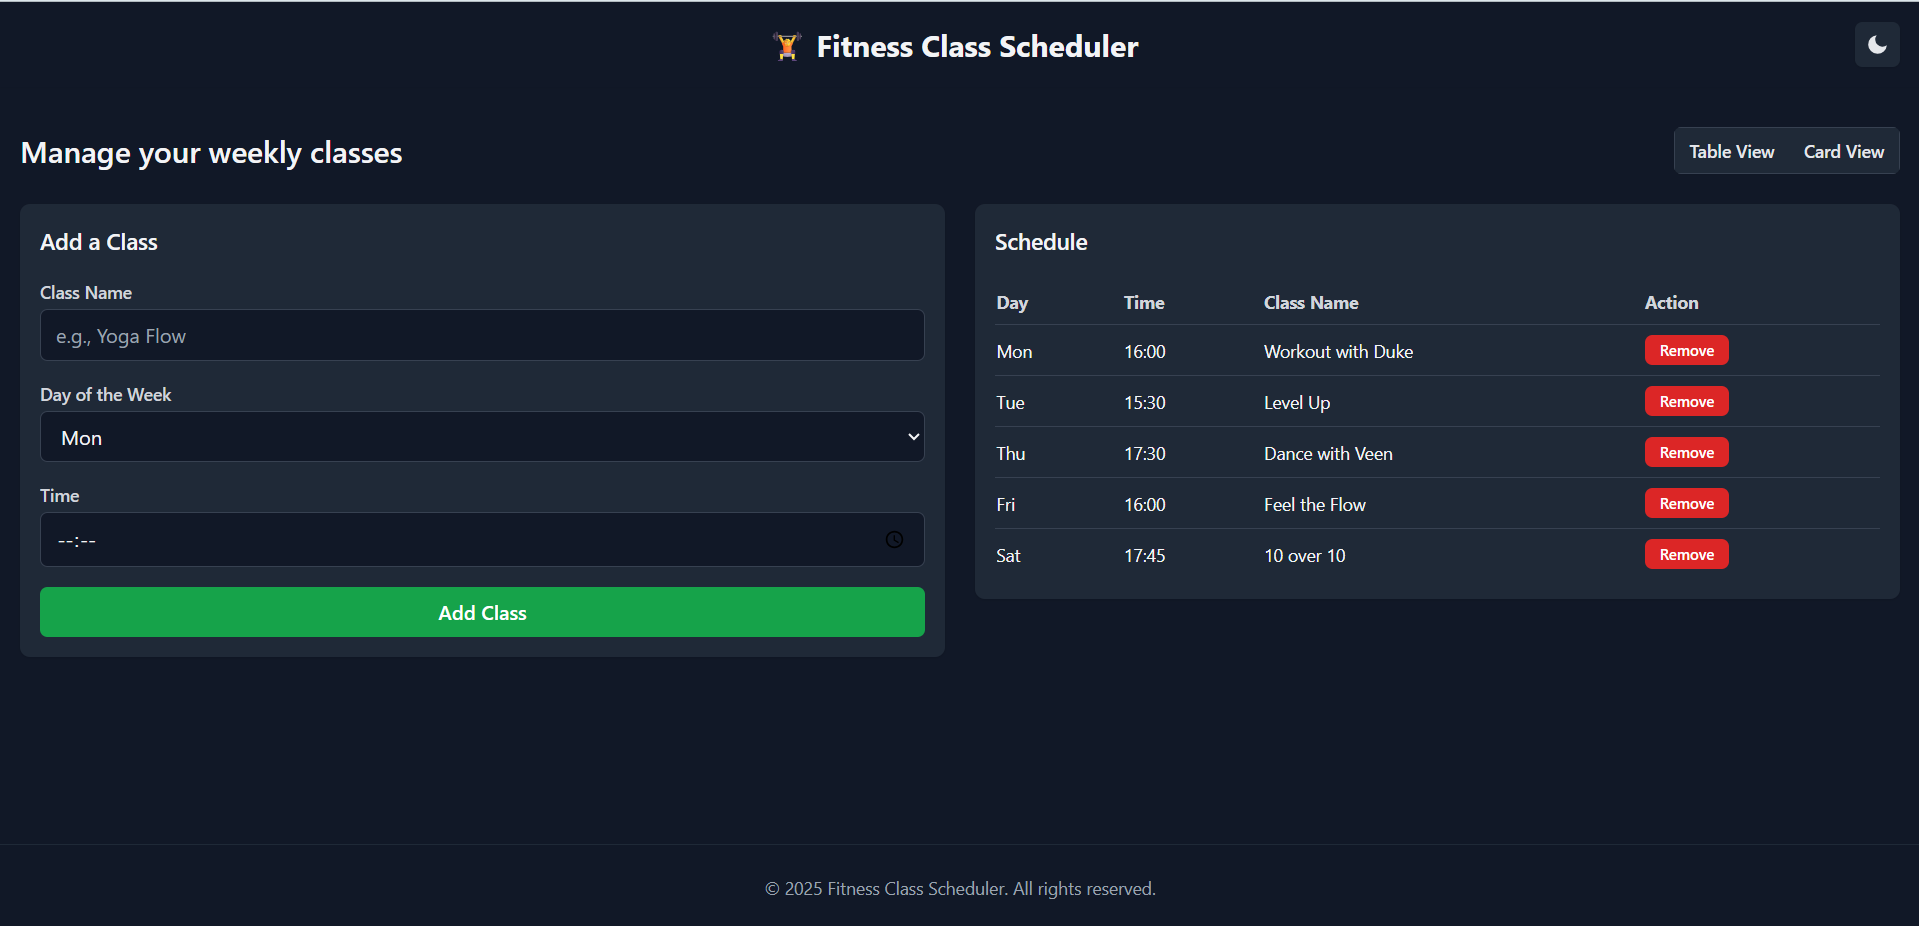 Fitness Class Scheduler
Manage your weekly classes
Table View Card View
Add a Class
Class Name
e.g., Yoga Flow
Day of the Week
Mon
Time
--:--
Add Class
Schedule
Day Time Class Name Action
Mon 16:00 Workout with Duke Remove
Tue 15:30 Level Up Remove
Thu 17:30 Dance with Veen Remove
Fri 16:00 Feel the Flow Remove
Sat 17:45 10 over 10 Remove
© 2025 Fitness Class Scheduler. All rights reserved.